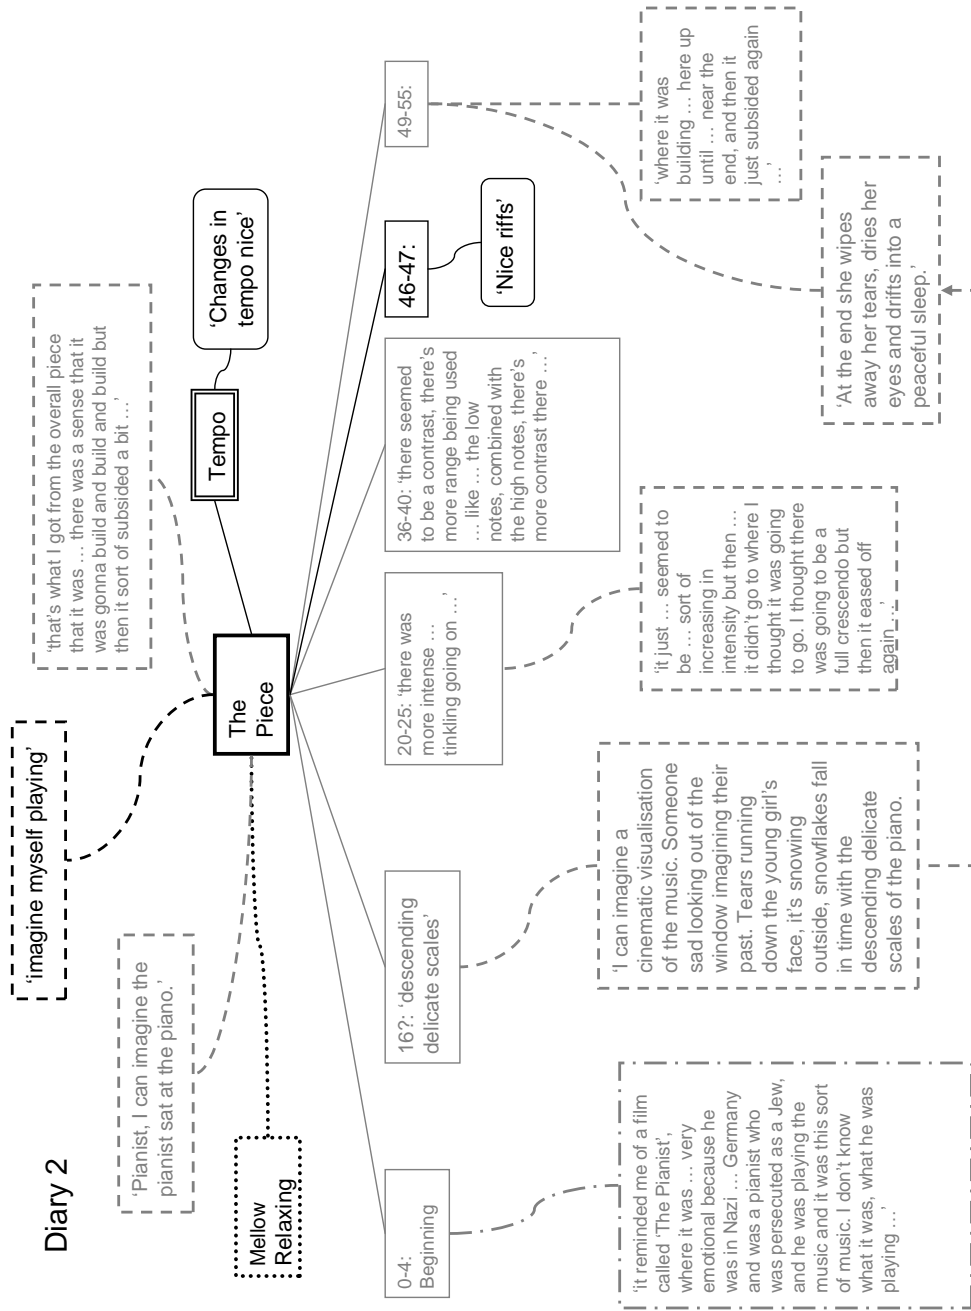 Diary 2
‘imagine myself playing’
‘Pianist, I can imagine the
pianist sat at the piano.’
‘that’s what I got from the overall piece
that it was … there was a sense that it
was gonna build and build and build but
then it sort of subsided a bit …’
Mellow
Relaxing
The
Piece
Tempo
‘Changes in
tempo nice’
0-4:
Beginning
16?: ‘descending
delicate scales’
20-25: ‘there was
more intense …
tinkling going on …’
36-40: ‘there seemed
to be a contrast, there’s
more range being used
… like … the low
notes, combined with
the high notes, there’s
more contrast there …’
46-47:
49-55:
‘Nice riffs’
‘it reminded me of a film
called ‘The Pianist’,
where it was … very
emotional because he
was in Nazi … Germany
and was a pianist who
was persecuted as a Jew,
and he was playing the
music and it was this sort
of music. I don’t know
what it was, what he was
playing …’
‘I can imagine a
cinematic visualisation
of the music. Someone
sad looking out of the
window imagining their
past. Tears running
down the young girl’s
face, it’s snowing
outside, snowflakes fall
in time with the
descending delicate
scales of the piano.
‘it just … seemed to
be … sort of
increasing in
intensity but then …
it didn’t go to where I
thought it was going
to go. I thought there
was going to be a
full crescendo but
then it eased off
again …’
‘where it was
building … here up
until … near the
end, and then it
just subsided again
…’
‘At the end she wipes
away her tears, dries her
eyes and drifts into a
peaceful sleep.’